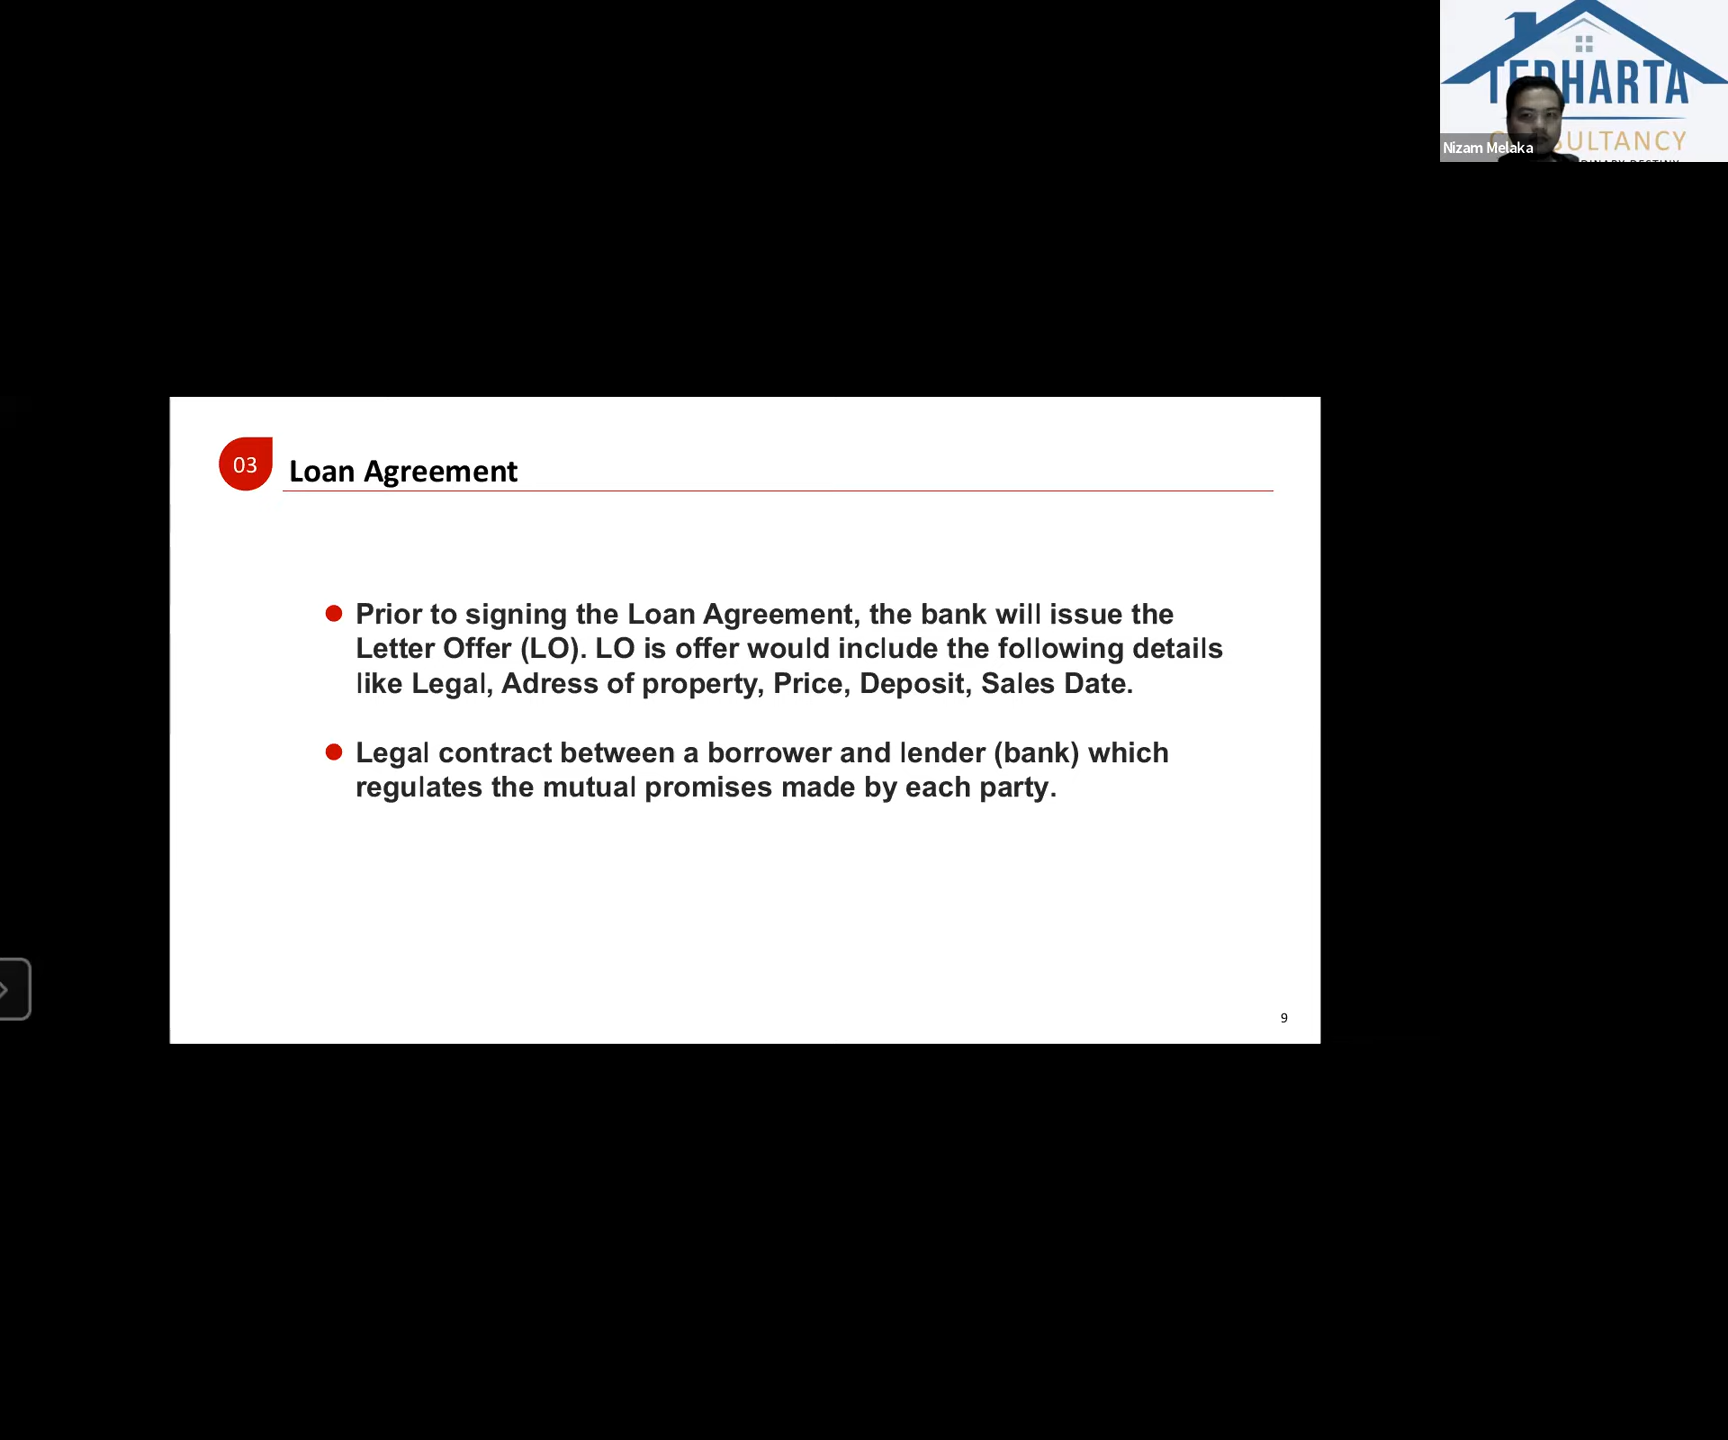 HARTA
ULTANCY
Nizam Melaka
03
Loan Agreement
Prior to signing the Loan Agreement, the bank will issue the
Letter Offer (LO). LO is offer would include the following details
like Legal, Adress of property, Price, Deposit, Sales Date.
Legal contract between a borrower and lender (bank) which
regulates the mutual promises made by each party.
9